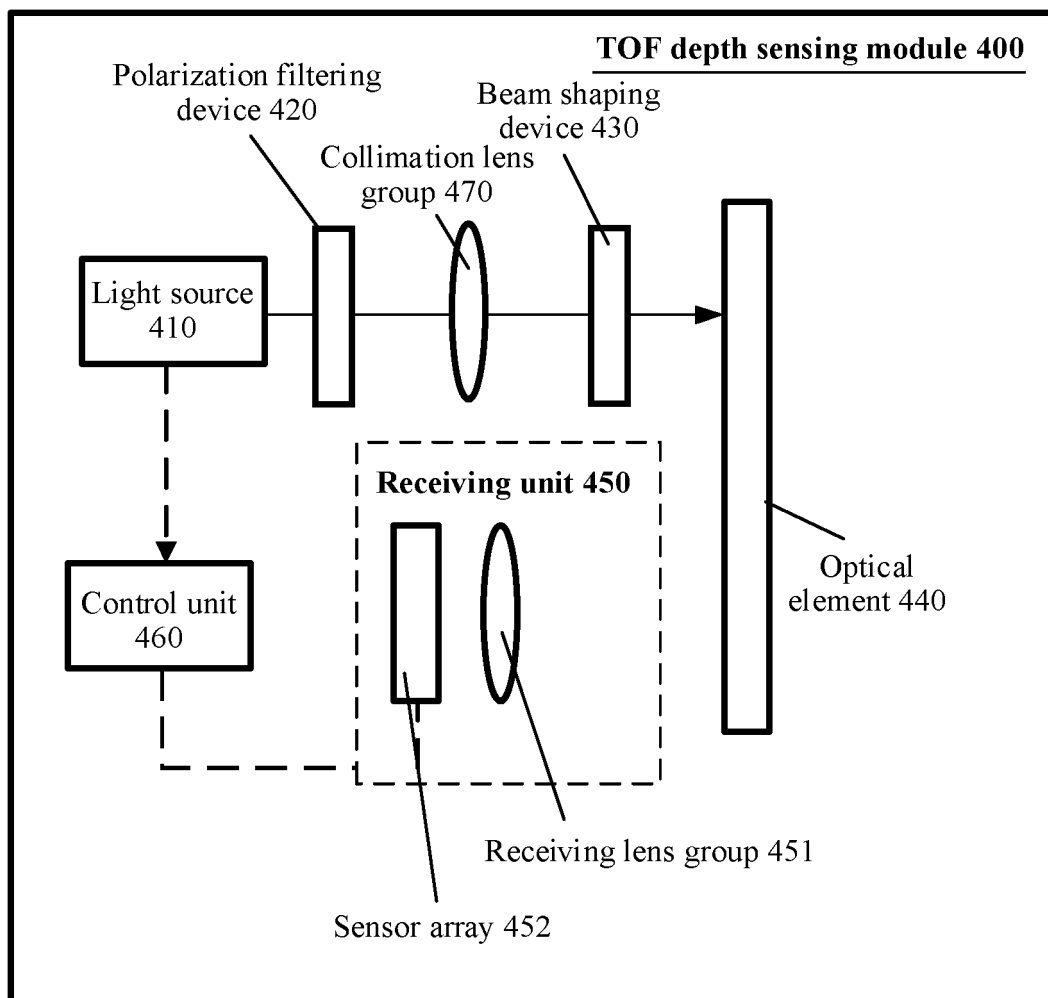 TOF depth sensing module 400
Polarization filtering
device 420
Beam shaping
device 430
Collimation lens
group 470
Light source
410
Receiving unit 450
Optical
element 440
Control unit
460
Receiving lens group 451
Sensor array 452